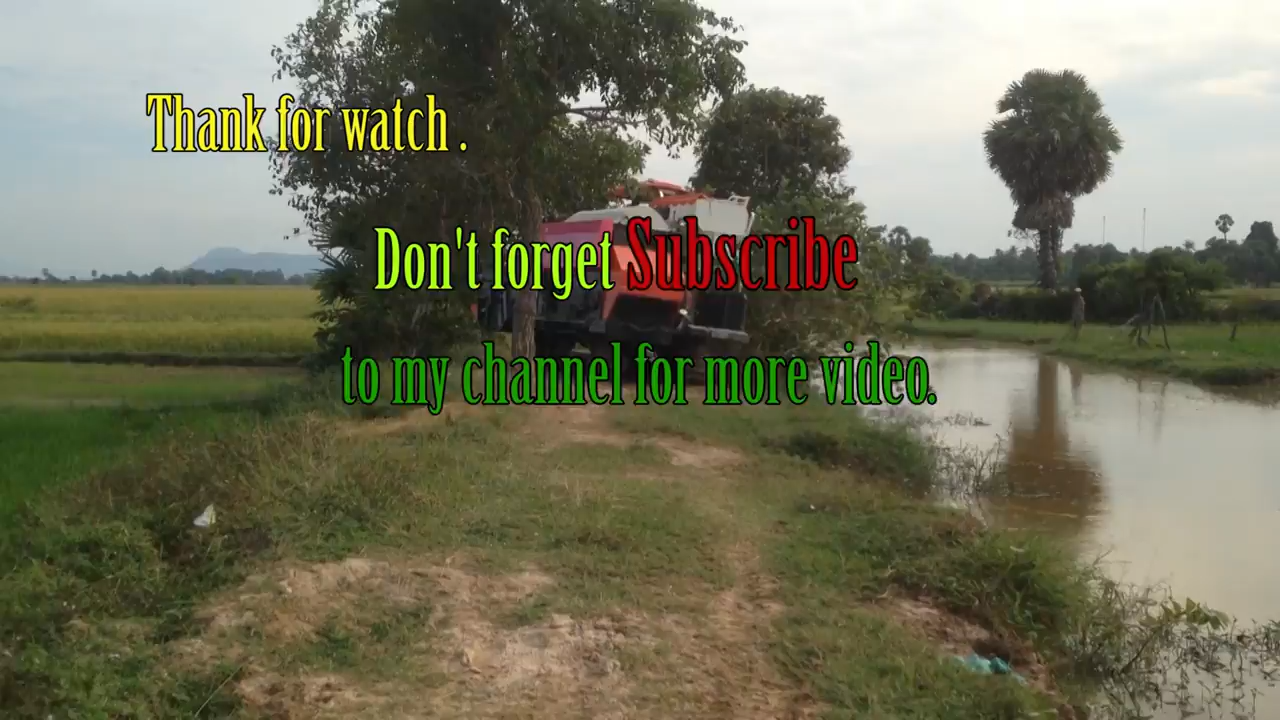 Thank for watch .
Don't forget Subscribe
to my channel for more video.